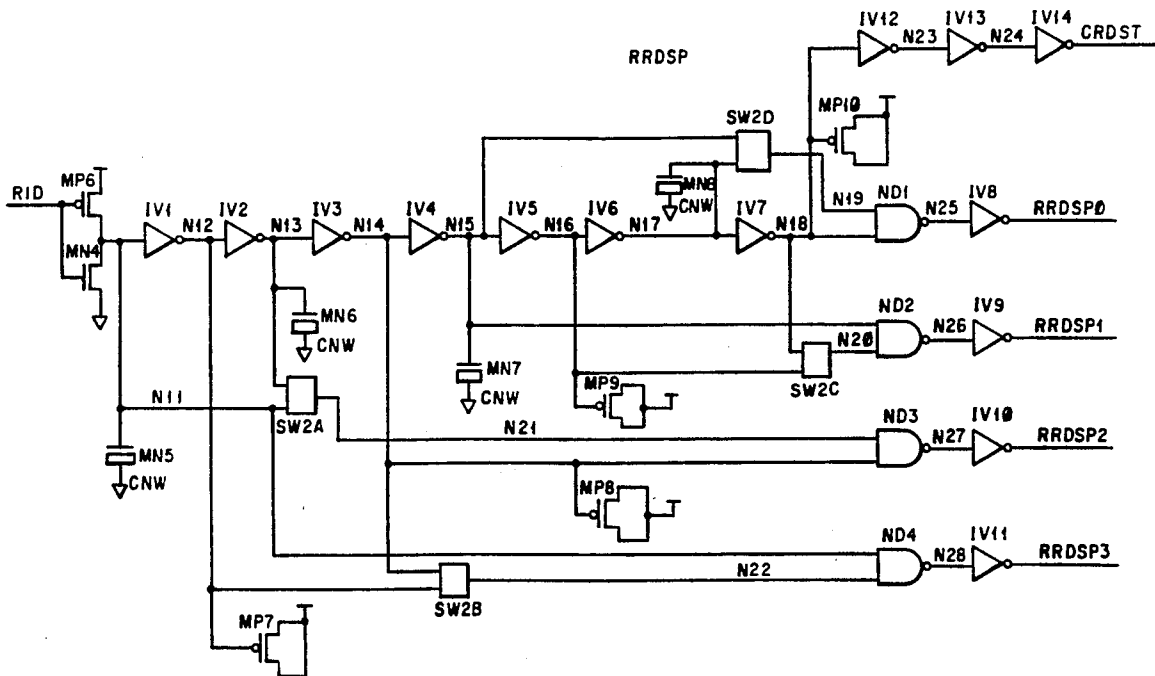 IV12
IV13
IV14
N23
N24
CRDST
RRDSP
MP10
SW2D
MP6
RID
IV1
IV2
IV3
IV4
IV5
IV6
MN8
CNW
IV7
N19
ND1
IV8
N12
N13
N14
N15
N16
N17
N18
N25
RRDSP0
MN4
MN6
CNW
ND2
IV9
N26
RRDSP1
N20
MN7
CNW
MP9
SW2C
N11
SW2A
N21
ND3
IV10
N27
RRDSP2
MN5
CNW
MP8
ND4
IV11
N28
RRDSP3
N22
SW2B
MP7